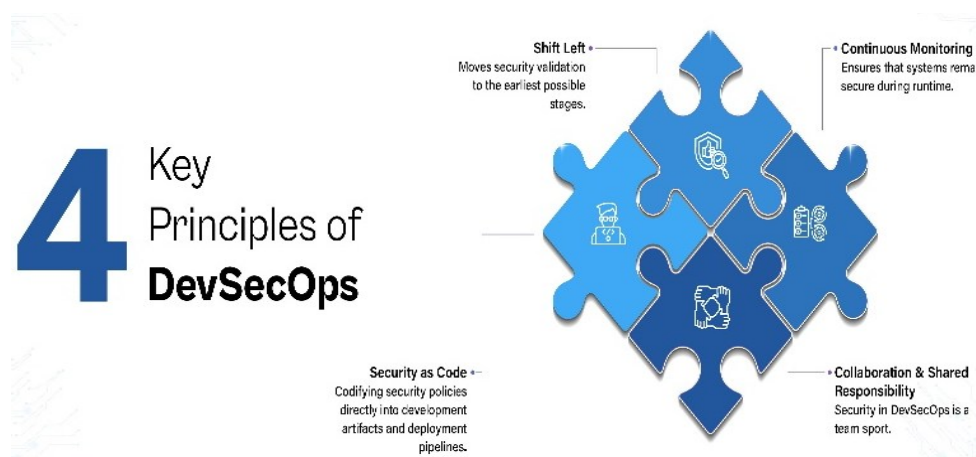 4
Key
Principles of
DevSecOps
Shift Left
Moves security validation
to the earliest possible
stages.
Continuous Monitoring
Ensures that systems rema
secure during runtime.
Security as Code
Codifying security policies
directly into development
artifacts and deployment
pipelines.
Collaboration & Shared
Responsibility
Security in DevSecOps is a
team sport.